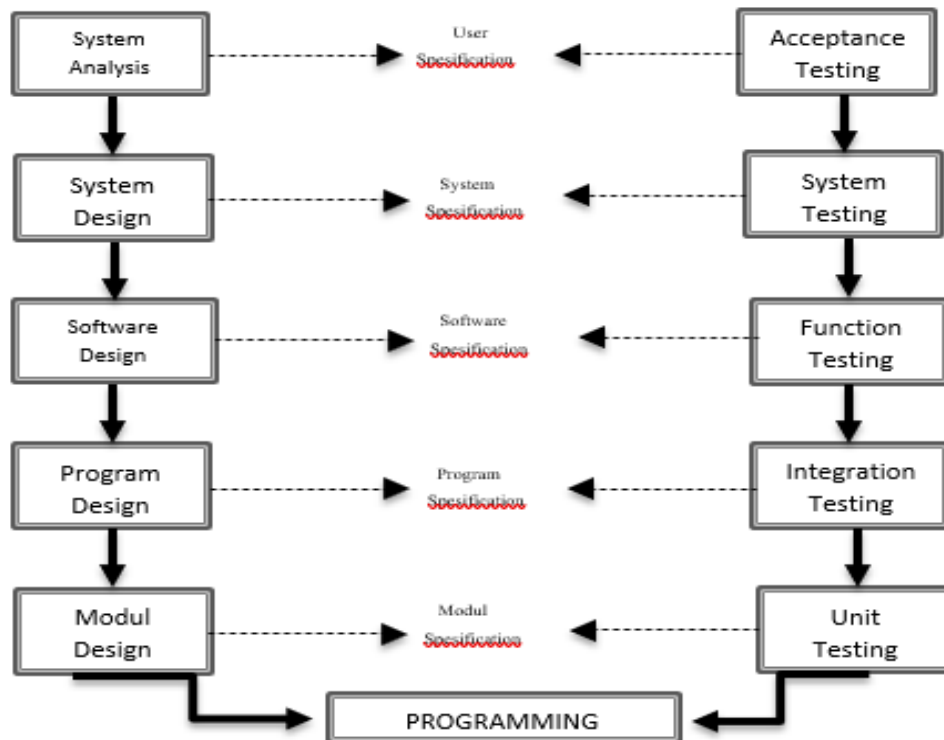 System
Analysis
User
Spesification
Acceptance
Testing
System
Design
System
Spesification
System
Testing
Software
Design
Software
Spesification
Function
Testing
Program
Design
Program
Spesification
Integration
Testing
Modul
Design
Modul
Spesification
Unit
Testing
PROGRAMMING